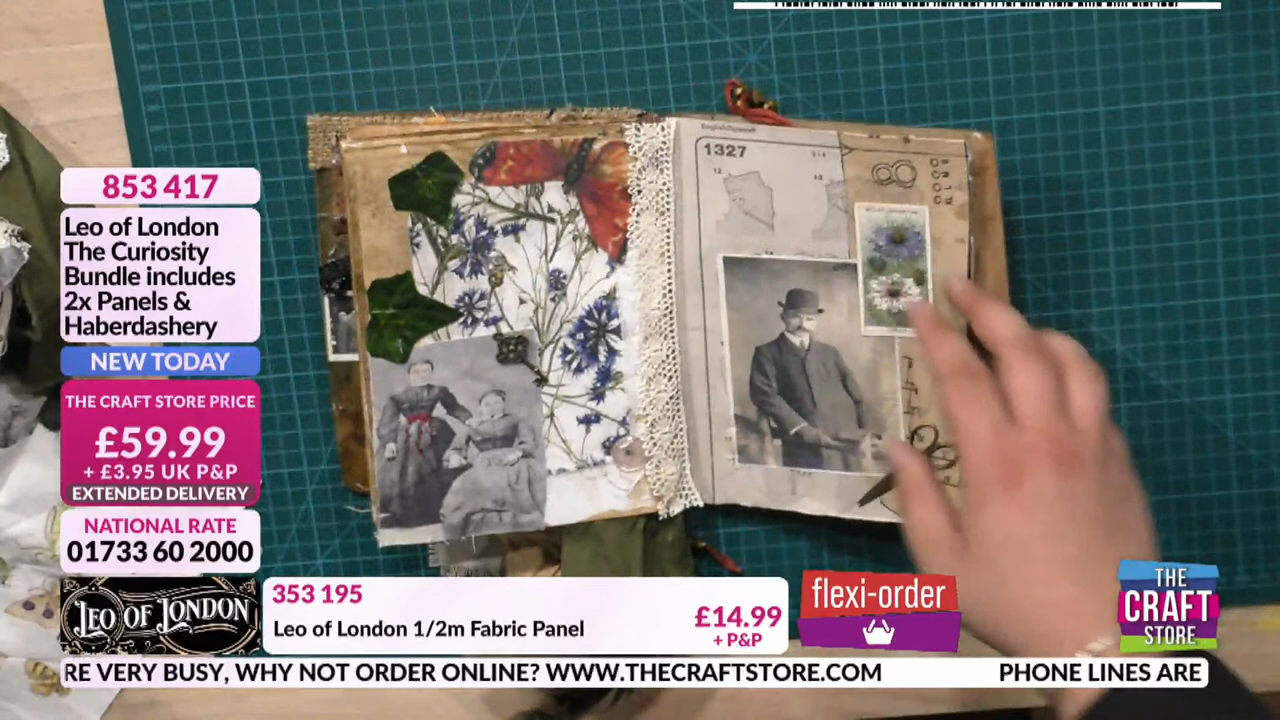 853 417
Leo of London
The Curiosity
Bundle includes
2x Panels &
Haberdashery
NEW TODAY
THE CRAFT STORE PRICE
£59.99
+ £3.95 UK P&P
EXTENDED DELIVERY
NATIONAL RATE
01733 60 2000
1327
12
LEO OF LONDON
353 195
Leo of London 1/2m Fabric Panel
£14.99
+ P&P
flexi-order
THE
CRAFT
STORE
RE VERY BUSY, WHY NOT ORDER ONLINE? WWW.THECRAFTSTORE.COM
PHONE LINES ARE